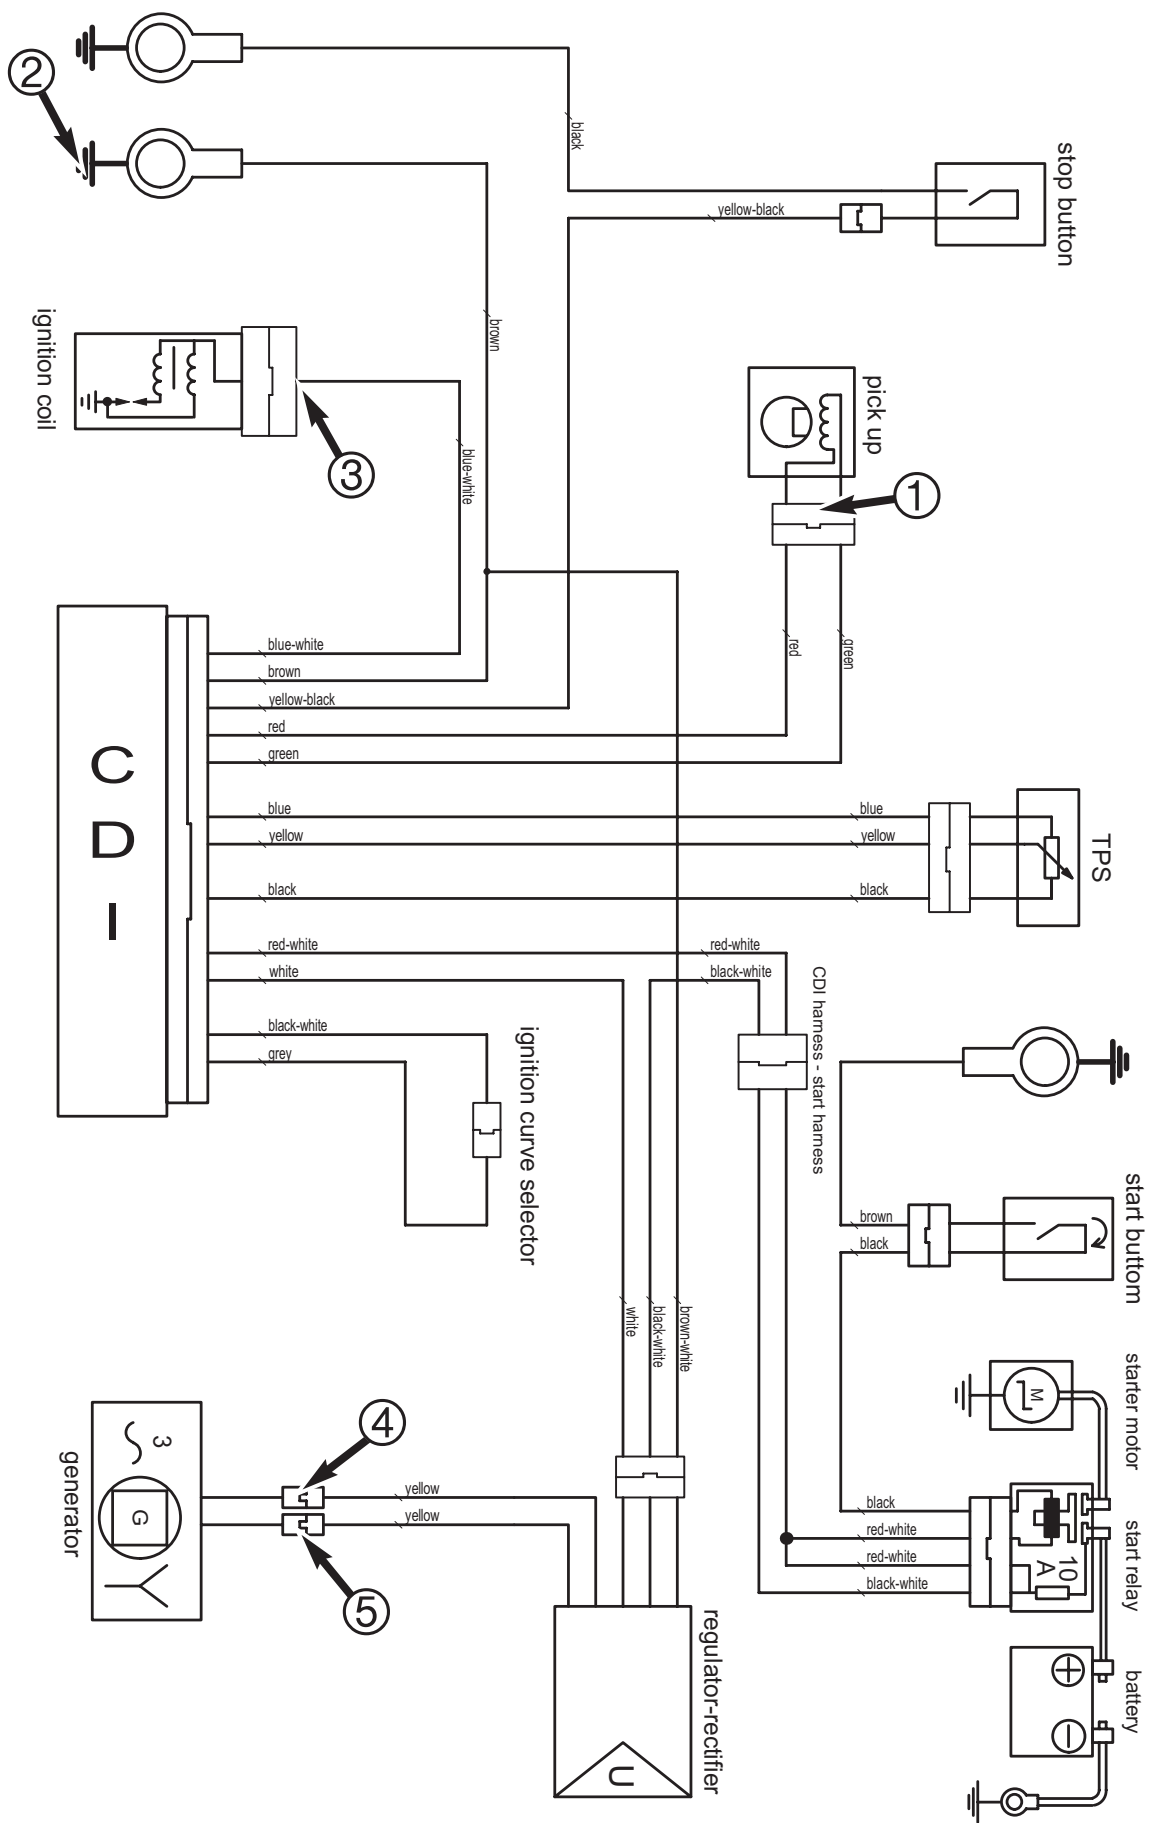 2
black
stop button
yellow-black
brown
ignition coil
3
blue-white
pick up
1
red
green
blue-white
brown
yellow-black
red
green
blue
yellow
black
red-white
white
black-white
grey
C
D
I
blue
yellow
black
TPS
red-white
black-white
CDI harness - start harness
ignition curve selector
brown
black
start buttom
white
black-white
brown-white
starter motor
M
4
yellow
yellow
5
3
G
generator
black
red-white
red-white
black-white
10
A
start relay
regulator-rectifier
U
battery